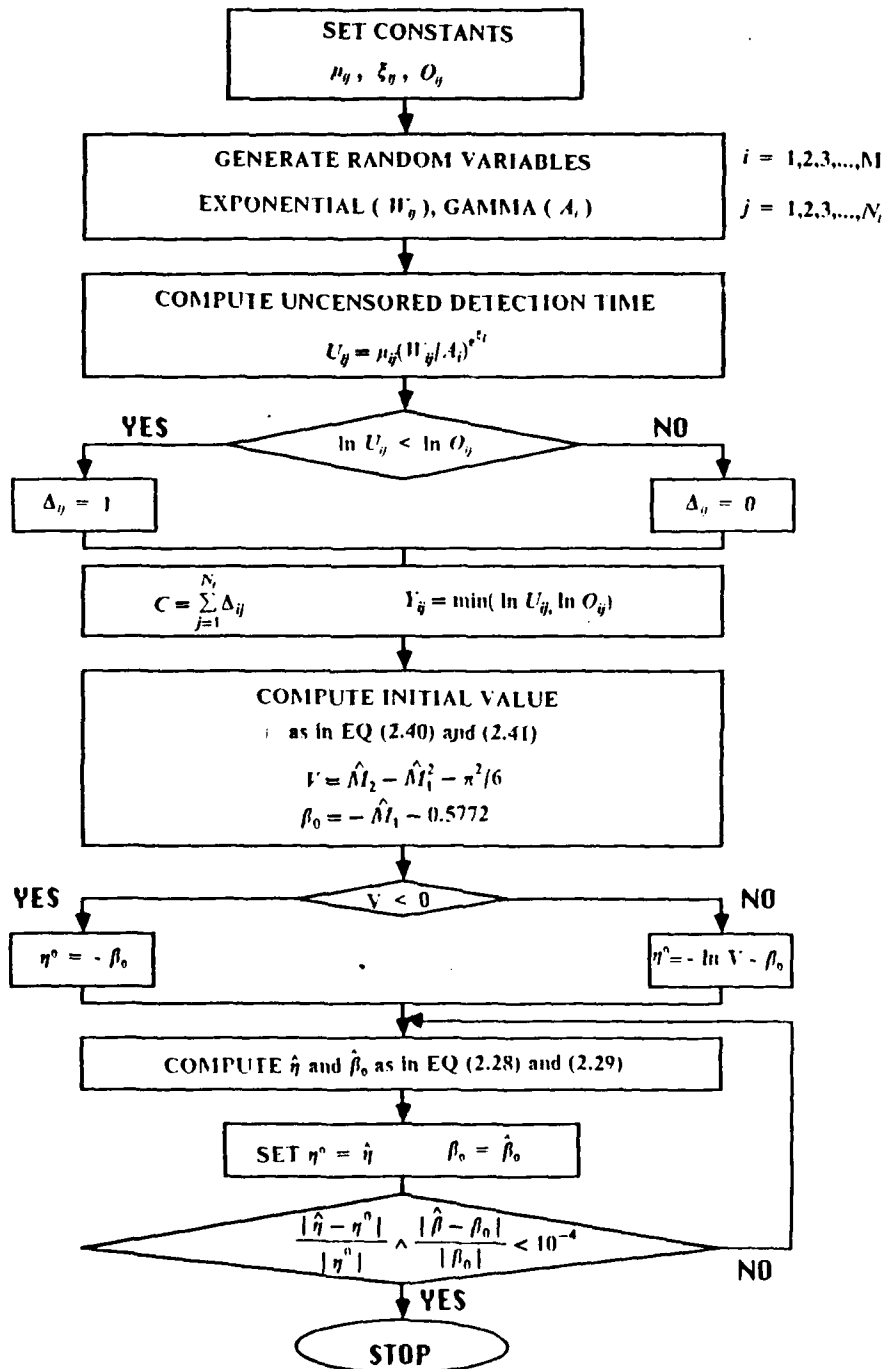 SET CONSTANTS
μ_ij , ξ_ij , O_ij
GENERATE RANDOM VARIABLES
EXPONENTIAL ( W_ij ), GAMMA ( A_i )
i = 1,2,3,...,M
j = 1,2,3,...,N_i
COMPUTE UNCENSORED DETECTION TIME
U_ij = μ_ij(W_ij/A_i)^e^ξ_i
YES
ln U_ij < ln O_ij
NO
Δ_ij = 1
Δ_ij = 0
C = Σ_{j=1}^{N_i} Δ_ij
Y_ij = min( ln U_ij, ln O_ij)
COMPUTE INITIAL VALUE
as in EQ (2.40) and (2.41)
V = M̂_2 − M̂_1^2 − π^2/6
β_0 = − M̂_1 − 0.5772
YES
V < 0
NO
η^0 = - β_0
η^0 = - ln V - β_0
COMPUTE η̂ and β̂_0 as in EQ (2.28) and (2.29)
SET η^0 = η̂ β_0 = β̂_0
| η̂ − η^0 | / | η^0 | ∧ | β̂ − β_0 | / | β_0 | < 10^−4
NO
YES
STOP